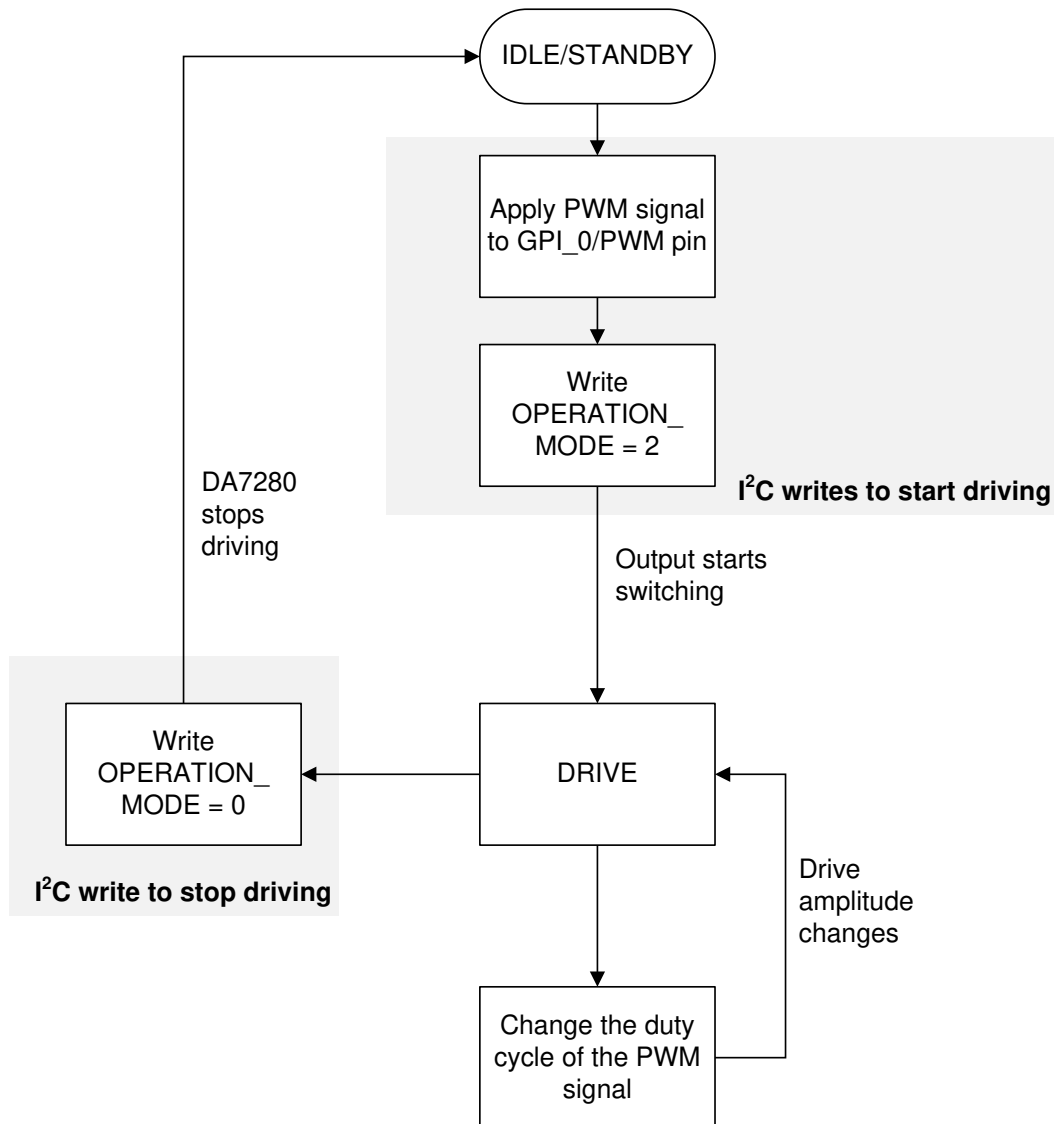 IDLE/STANDBY
Apply PWM signal
to GPI_0/PWM pin
Write
OPERATION_
MODE = 2
I²C writes to start driving
DA7280
stops
driving
Output starts
switching
Write
OPERATION_
MODE = 0
I²C write to stop driving
DRIVE
Drive
amplitude
changes
Change the duty
cycle of the PWM
signal